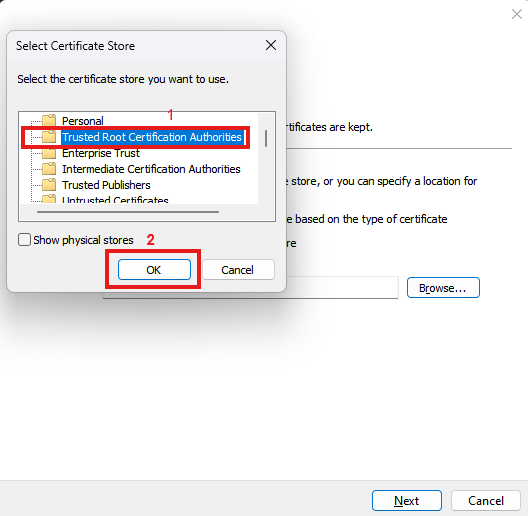 Select Certificate Store
Select the certificate store you want to use.
1
Personal
Trusted Root Certification Authorities
Enterprise Trust
Intermediate Certification Authorities
Trusted Publishers
Untrusted Certificates
Show physical stores
2
OK
Cancel
certificates are kept.
store, or you can specify a location for
based on the type of certificate
Browse...
Next
Cancel